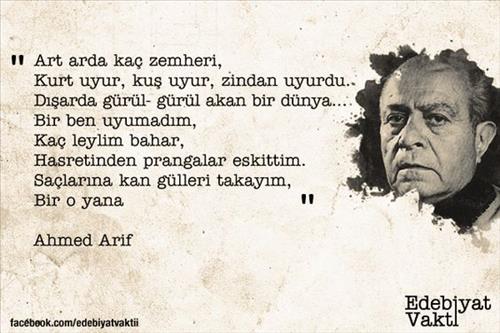 " Art arda kaç zemheri,
Kurt uyur, kuş uyur, zindan uyurdu..
Dışarda gürül- gürül akan bir dünya...
Bir ben uyumadım,
Kaç leylim bahar,
Hasretinden prangalar eskittim.
Saçlarına kan gülleri takayım,
Bir o yana "
Ahmed Arif
facebook.com/edebiyatvaktii
Edebiyat
Vakti